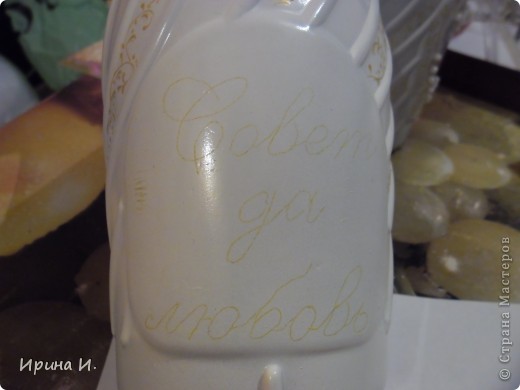 Совет
да
любовь
Ирина И.
© Страна Мастеров